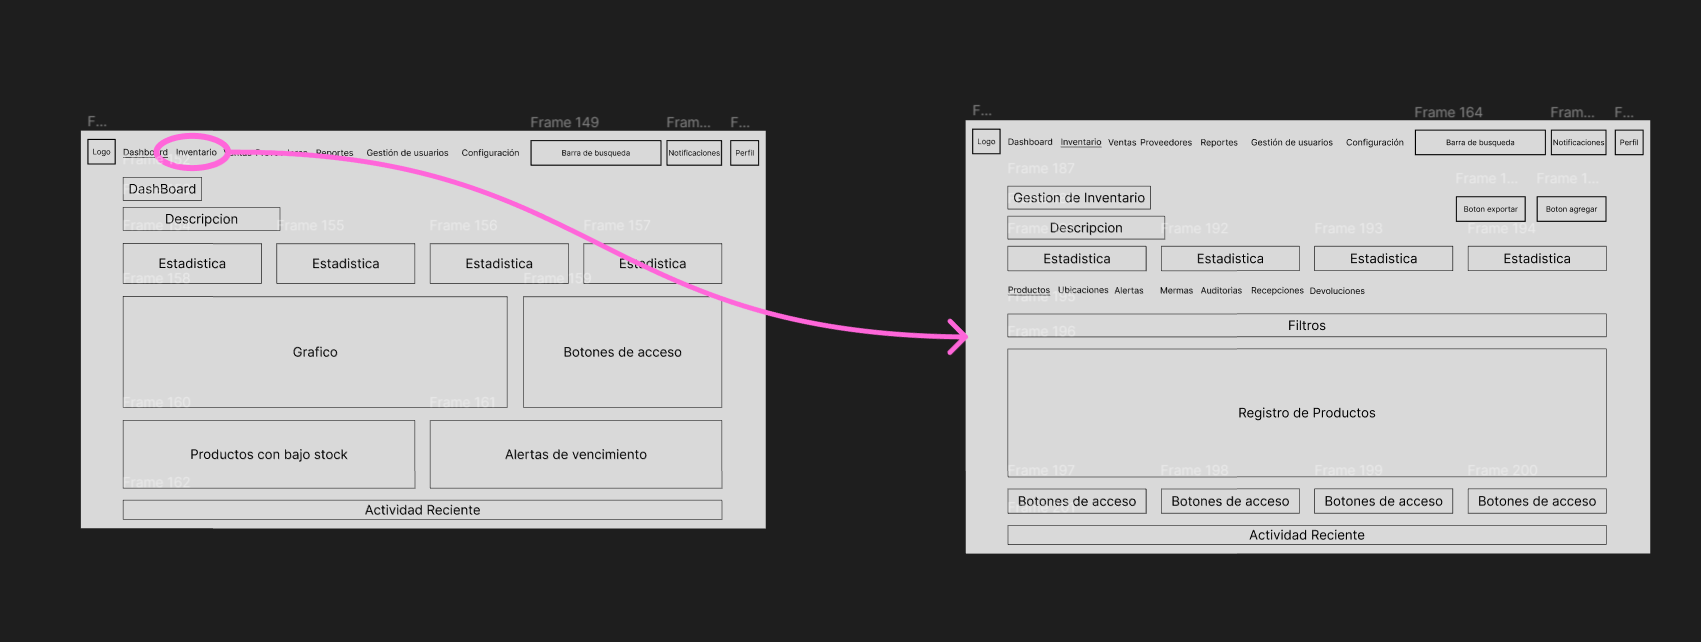 F...
Frame 149
Fram...
F...
Logo
Dashboard
Inventario
Ventas Proveedores
Reportes
Gestión de usuarios
Configuración
Barra de busqueda
Notificaciones
Perfil
DashBoard
Descripcion
Frame 155
Frame 156
Frame 157
Estadistica
Estadistica
Estadistica
Estadistica
Frame 158
Frame 159
Grafico
Botones de acceso
Frame 160
Frame 161
Productos con bajo stock
Alertas de vencimiento
Frame 162
Actividad Reciente
F...
Frame 164
Fram...
F...
Logo
Dashboard
Inventario
Ventas
Proveedores
Reportes
Gestión de usuarios
Configuración
Barra de busqueda
Notificaciones
Perfil
Frame 187
Frame 1...
Frame 1...
Gestion de Inventario
Boton exportar
Boton agregar
Descripcion
Frame 192
Frame 193
Frame 194
Estadistica
Estadistica
Estadistica
Estadistica
Productos
Ubicaciones
Alertas
Mermas
Auditorias
Recepciones
Devoluciones
Frame 195
Frame 196
Filtros
Registro de Productos
Frame 197
Frame 198
Frame 199
Frame 200
Botones de acceso
Botones de acceso
Botones de acceso
Botones de acceso
Actividad Reciente